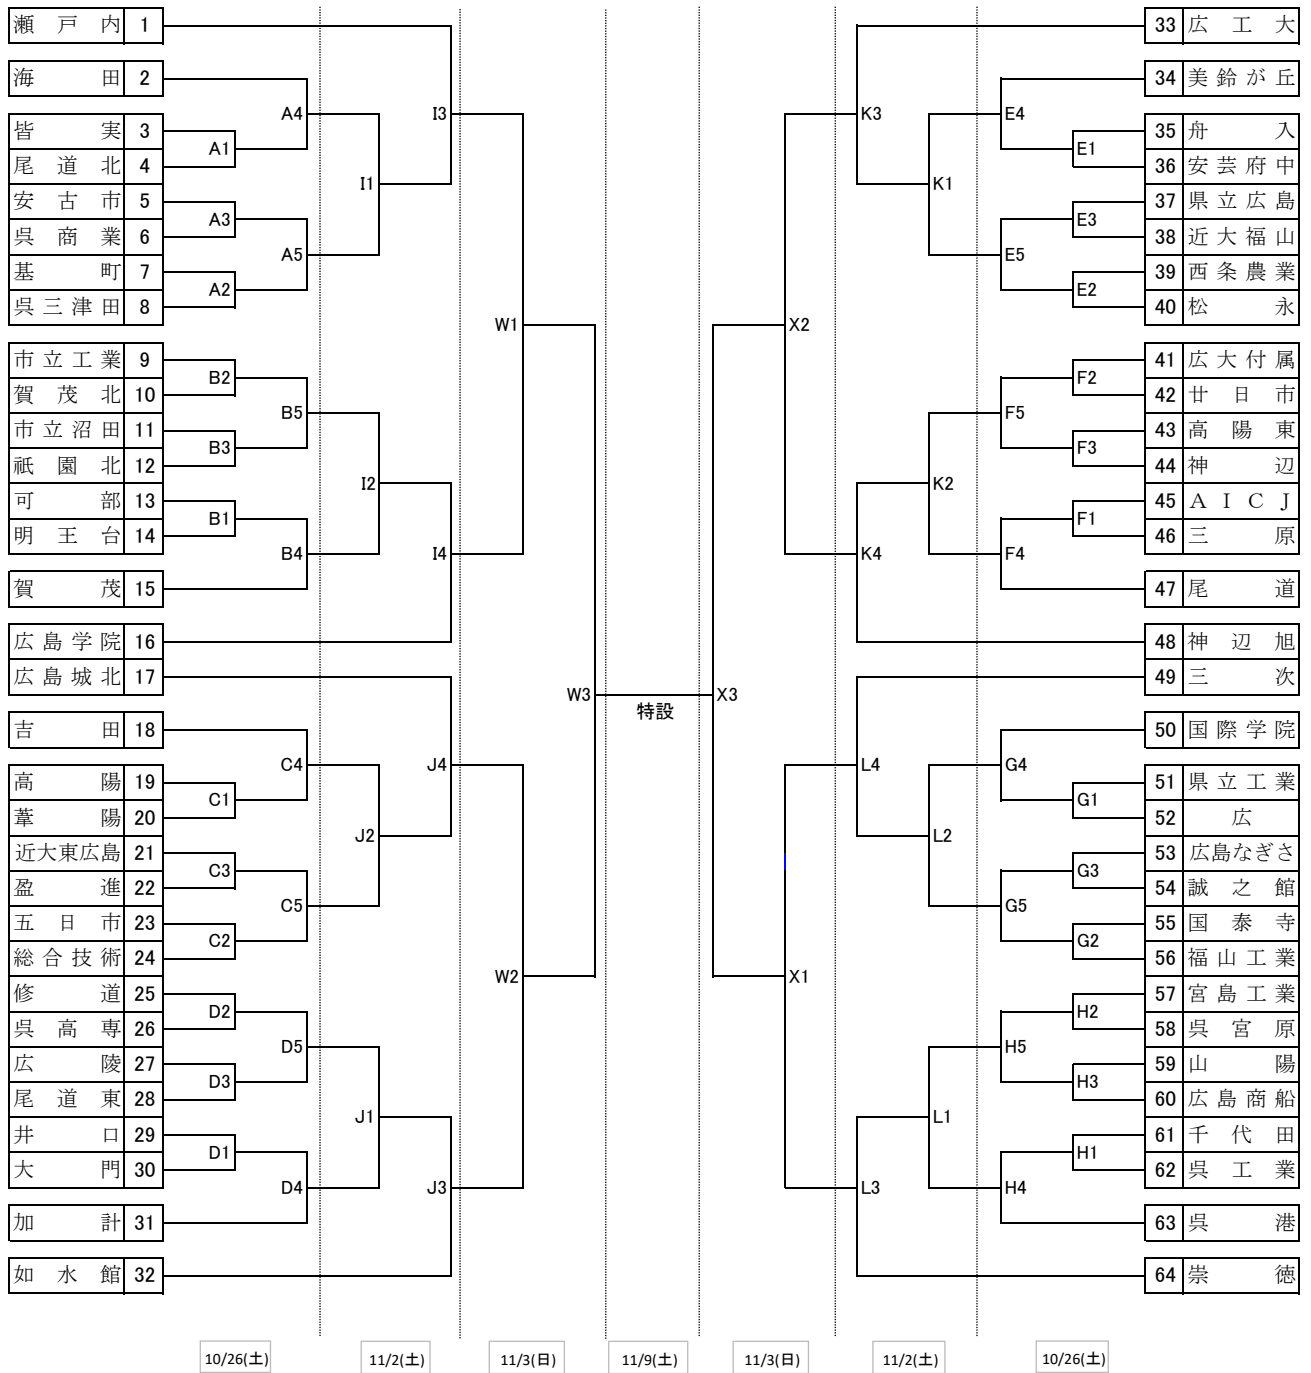 瀬戸内 1
海田 2
皆実 3
尾道北 4
安古市 5
呉商業 6
基町 7
呉三津田 8
市立工業 9
賀茂北 10
市立沼田 11
祇園北 12
可部 13
明王台 14
賀茂 15
広島学院 16
広島城北 17
吉田 18
高陽 19
葦陽 20
近大東広島 21
盈進 22
五日市 23
総合技術 24
修道 25
呉高専 26
広陵 27
尾道東 28
井口 29
大門 30
加計 31
如水館 32
A1
A3
A2
B2
B3
B1
C1
C3
C2
D2
D3
D1
A4
A5
B5
B4
C4
C5
D5
D4
I1
I2
J2
J1
I3
I4
J4
J3
W1
W2
W3
特設
X3
X2
X1
K3
K4
L4
L3
K1
K2
L2
L1
E4
E5
F5
F4
G4
G5
H5
H4
E1
E3
E2
F2
F3
F1
G1
G3
G2
H2
H3
H1
33 広工大
34 美鈴が丘
35 舟入
36 安芸府中
37 県立広島
38 近大福山
39 西条農業
40 松永
41 広大付属
42 廿日市
43 高陽東
44 神辺
45 ＡＩＣＪ
46 三原
47 尾道
48 神辺旭
49 三次
50 国際学院
51 県立工業
52 広
53 広島なぎさ
54 誠之館
55 国泰寺
56 福山工業
57 宮島工業
58 呉宮原
59 山陽
60 広島商船
61 千代田
62 呉工業
63 呉港
64 崇徳
10/26(土)
11/2(土)
11/3(日)
11/9(土)
11/3(日)
11/2(土)
10/26(土)